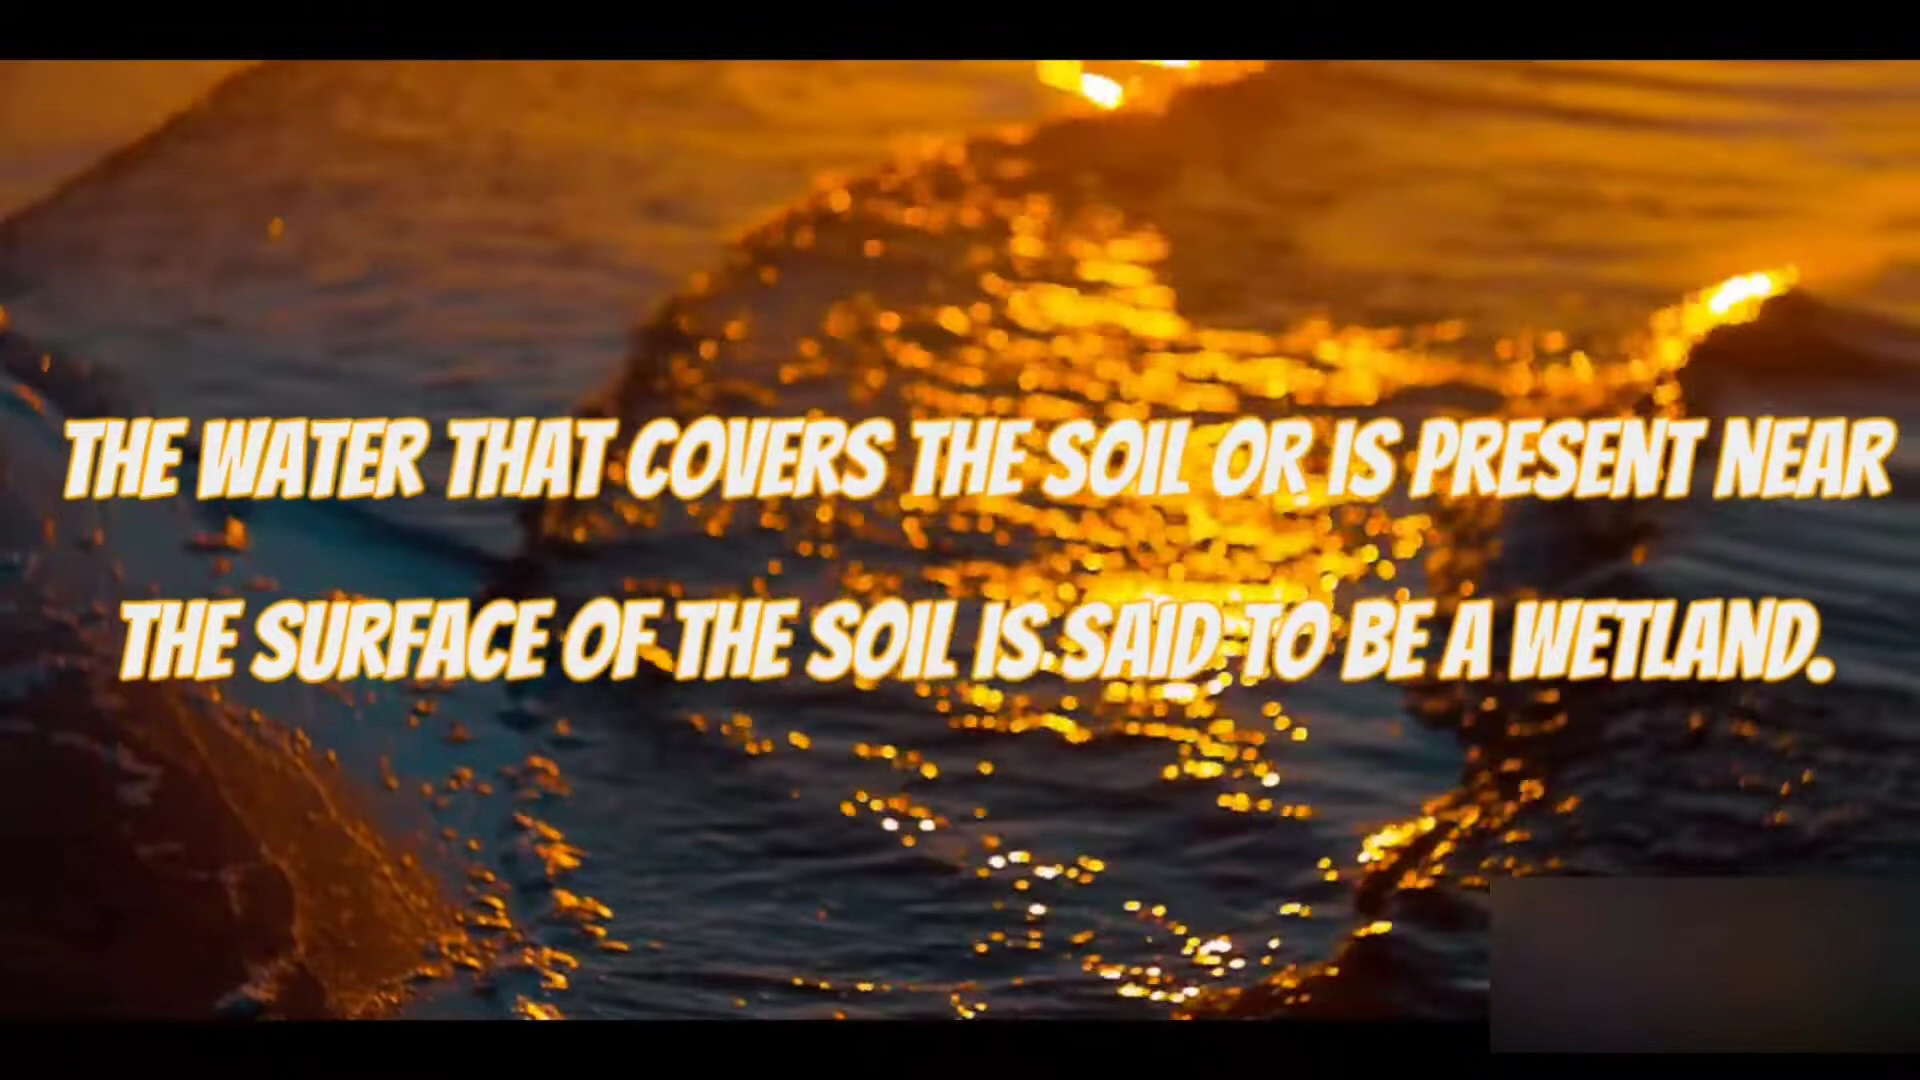 THE WATER THAT COVERS THE SOIL OR IS PRESENT NEAR
THE SURFACE OF THE SOIL IS SAID TO BE A WETLAND.